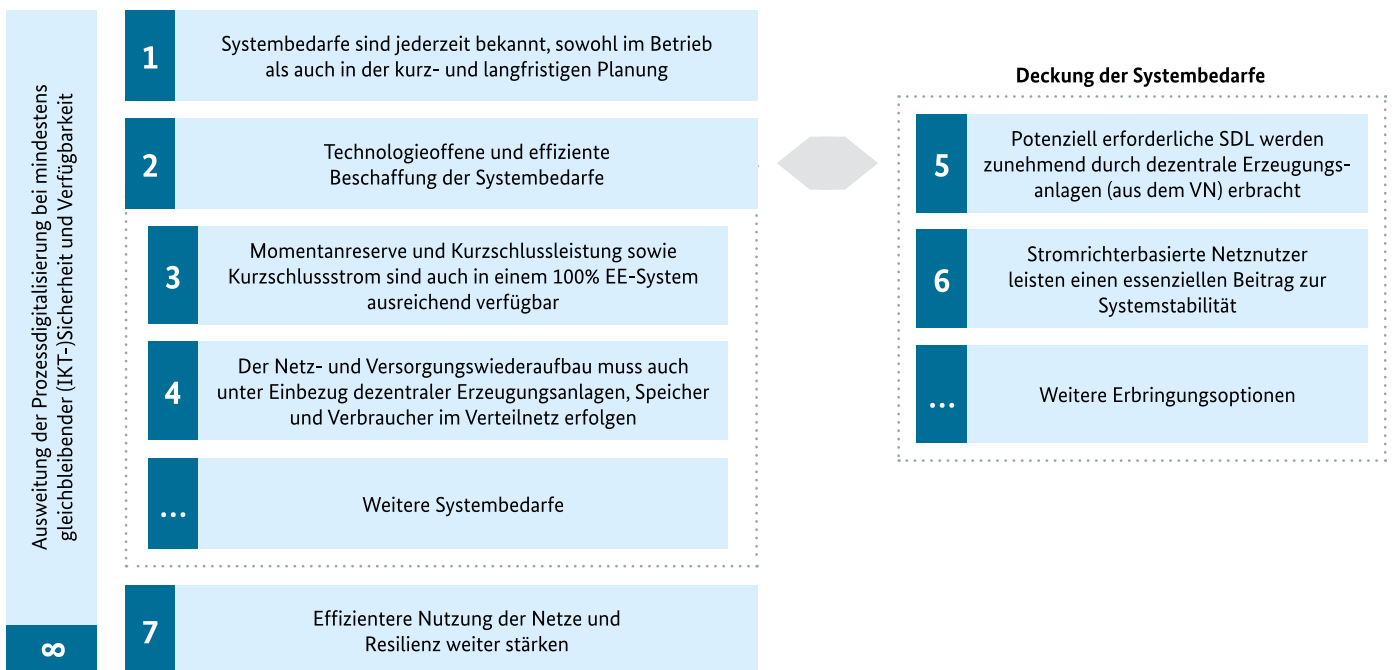 Ausweitung der Prozessdigitalisierung bei mindestens
gleichbleibender (IKT-)Sicherheit und Verfügbarkeit
8
1
Systembedarfe sind jederzeit bekannt, sowohl im Betrieb
als auch in der kurz- und langfristigen Planung
2
Technologieoffene und effiziente
Beschaffung der Systembedarfe
3
Momentanreserve und Kurzschlussleistung sowie
Kurzschlussstrom sind auch in einem 100% EE-System
ausreichend verfügbar
4
Der Netz- und Versorgungswiederaufbau muss auch
unter Einbezug dezentraler Erzeugungsanlagen, Speicher
und Verbraucher im Verteilnetz erfolgen
...
Weitere Systembedarfe
7
Effizientere Nutzung der Netze und
Resilienz weiter stärken
Deckung der Systembedarfe
5
Potenziell erforderliche SDL werden
zunehmend durch dezentrale Erzeugungs-
anlagen (aus dem VN) erbracht
6
Stromrichterbasierte Netznutzer
leisten einen essenziellen Beitrag zur
Systemstabilität
...
Weitere Erbringungsoptionen